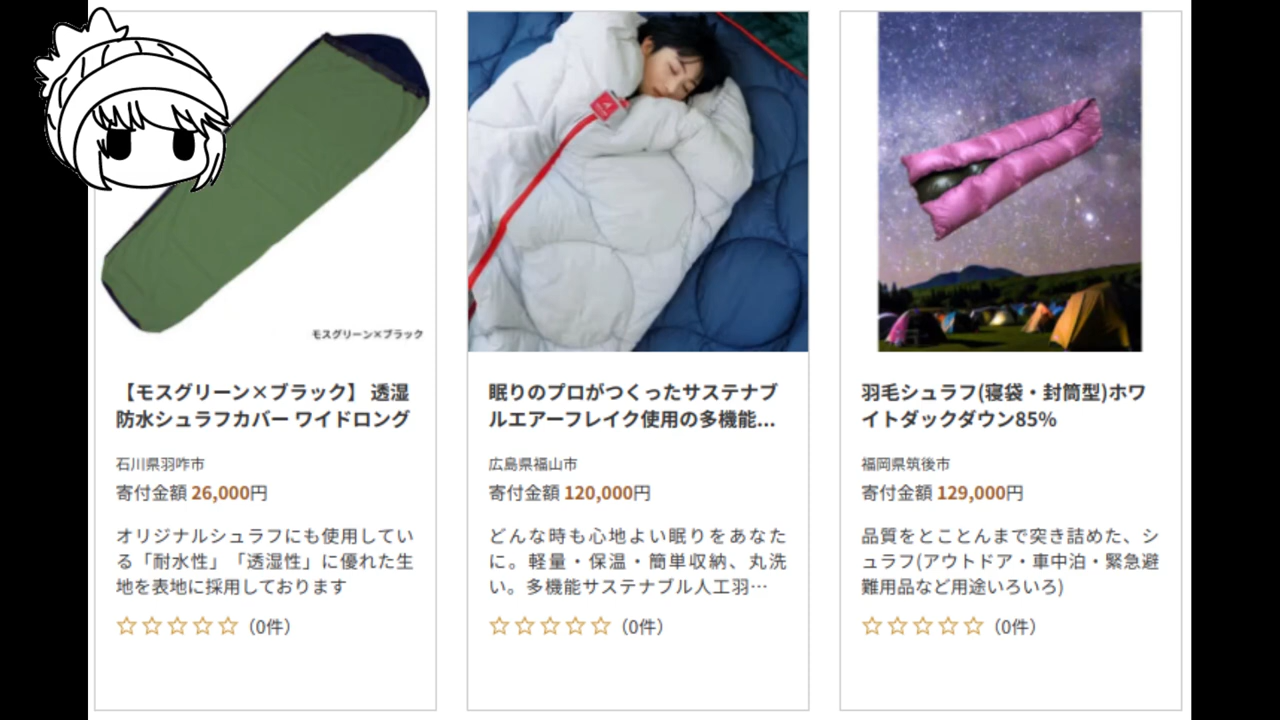 モスグリーン×ブラック
【モスグリーン×ブラック】 透湿
防水シュラフカバー ワイドロング
石川県羽咋市
寄付金額 26,000円
オリジナルシュラフにも使用してい
る「耐水性」「透湿性」に優れた生
地を表地に採用しております
(0件)
眠りのプロがつくったサステナブ
ルエアーフレイク使用の多機能...
広島県福山市
寄付金額 120,000円
どんな時も心地よい眠りをあなた
に。軽量・保温・簡単収納、丸洗
い。多機能サステナブル人工羽…
(0件)
羽毛シュラフ(寝袋・封筒型)ホワ
イトダックダウン85%
福岡県筑後市
寄付金額 129,000円
品質をとことんまで突き詰めた、シ
ュラフ(アウトドア・車中泊・緊急避
難用品など用途いろいろ)
(0件)